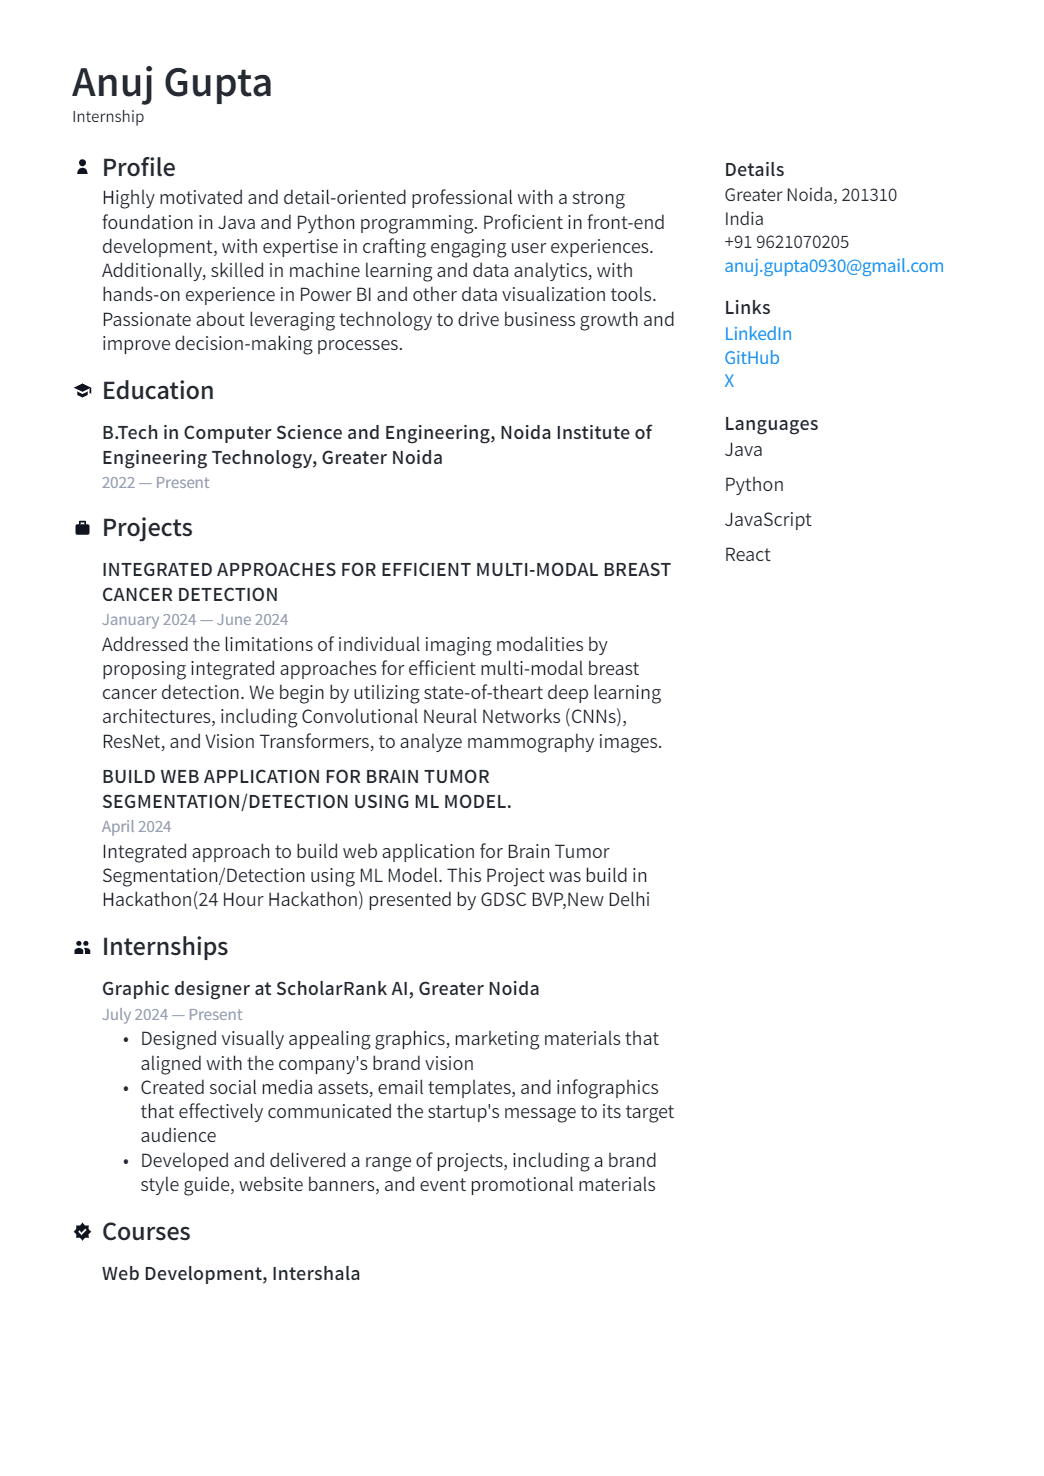 Anuj Gupta
Internship
Profile
Highly motivated and detail-oriented professional with a strong
foundation in Java and Python programming. Proficient in front-end
development, with expertise in crafting engaging user experiences.
Additionally, skilled in machine learning and data analytics, with
hands-on experience in Power BI and other data visualization tools.
Passionate about leveraging technology to drive business growth and
improve decision-making processes.
Education
B.Tech in Computer Science and Engineering, Noida Institute of
Engineering Technology, Greater Noida
2022 — Present
Projects
INTEGRATED APPROACHES FOR EFFICIENT MULTI-MODAL BREAST
CANCER DETECTION
January 2024 — June 2024
Addressed the limitations of individual imaging modalities by
proposing integrated approaches for efficient multi-modal breast
cancer detection. We begin by utilizing state-of-theart deep learning
architectures, including Convolutional Neural Networks (CNNs),
ResNet, and Vision Transformers, to analyze mammography images.
BUILD WEB APPLICATION FOR BRAIN TUMOR
SEGMENTATION/DETECTION USING ML MODEL.
April 2024
Integrated approach to build web application for Brain Tumor
Segmentation/Detection using ML Model. This Project was build in
Hackathon(24 Hour Hackathon) presented by GDSC BVP,New Delhi
Internships
Graphic designer at ScholarRank AI, Greater Noida
July 2024 — Present
• Designed visually appealing graphics, marketing materials that
aligned with the company's brand vision
• Created social media assets, email templates, and infographics
that effectively communicated the startup's message to its target
audience
• Developed and delivered a range of projects, including a brand
style guide, website banners, and event promotional materials
Courses
Web Development, Intershala
Details
Greater Noida, 201310
India
+91 9621070205
anuj.gupta0930@gmail.com
Links
LinkedIn
GitHub
X
Languages
Java
Python
JavaScript
React